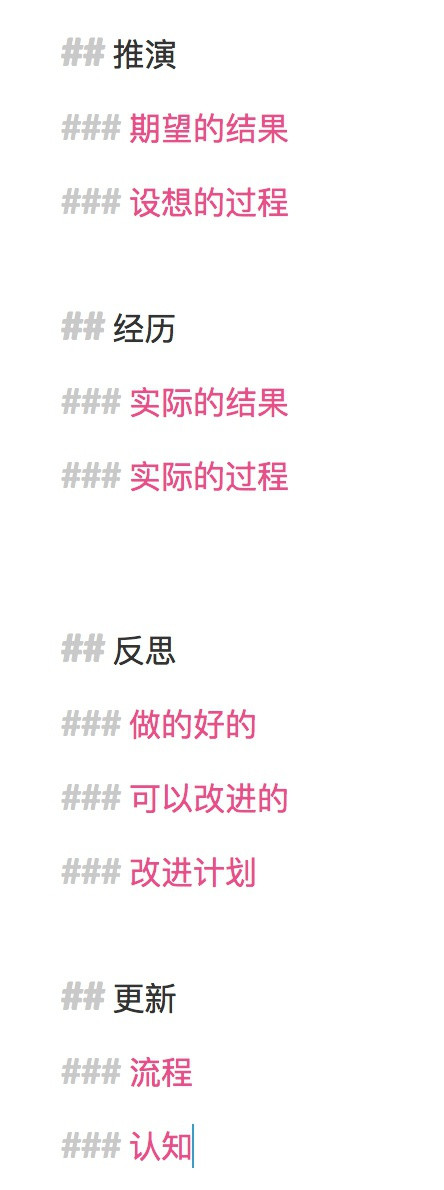 ## 推演
### 期望的结果
### 设想的过程
## 经历
### 实际的结果
### 实际的过程
## 反思
### 做的好的
### 可以改进的
### 改进计划
## 更新
### 流程
### 认知